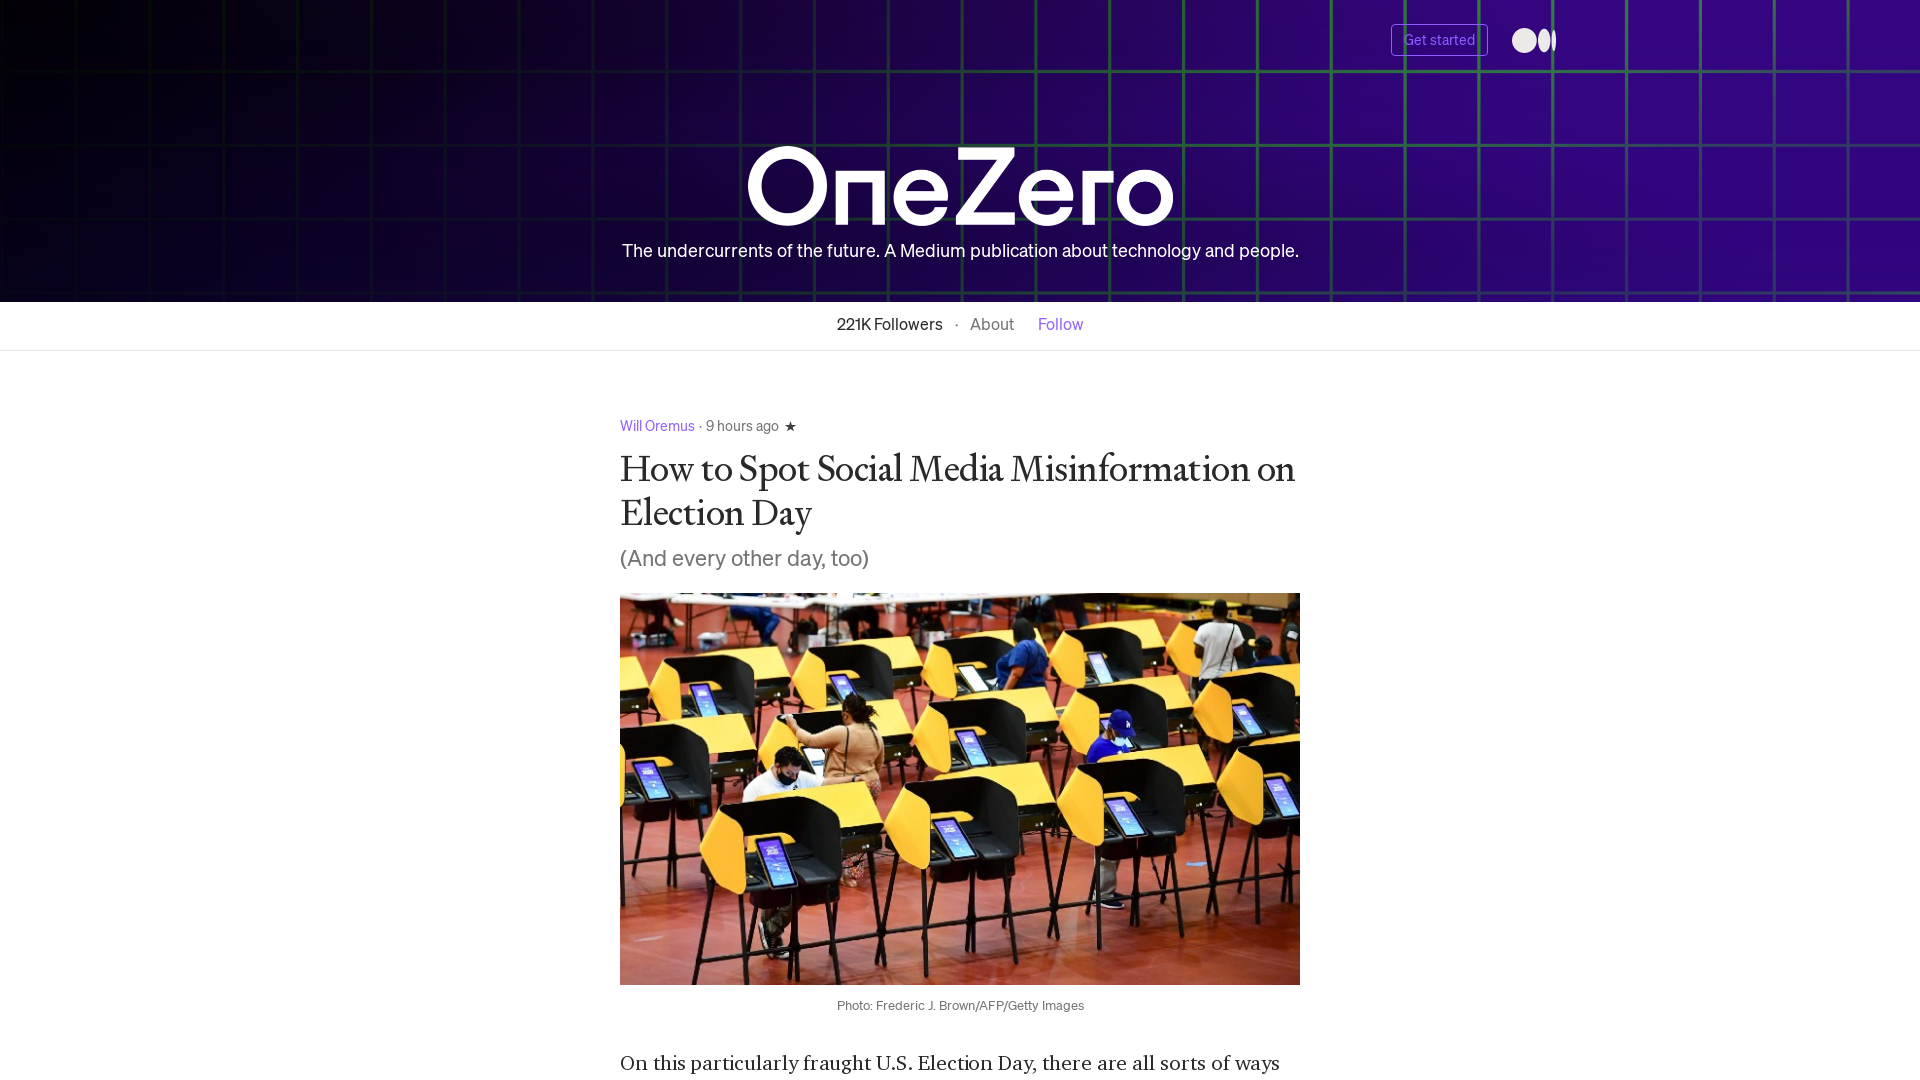 Get started
OneZero
The undercurrents of the future. A Medium publication about technology and people.
221K Followers · About Follow
Will Oremus · 9 hours ago ★
How to Spot Social Media Misinformation on
Election Day
(And every other day, too)
Photo: Frederic J. Brown/AFP/Getty Images
On this particularly fraught U.S. Election Day, there are all sorts of ways